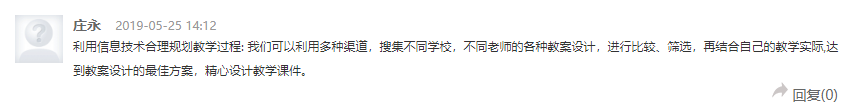 庄永 2019-05-25 14:12
利用信息技术合理规划教学过程: 我们可以利用多种渠道，搜集不同学校，不同老师的各种教案设计，进行比较、筛选，再结合自己的教学实际,达
到教案设计的最佳方案，精心设计教学课件。
回复(0)